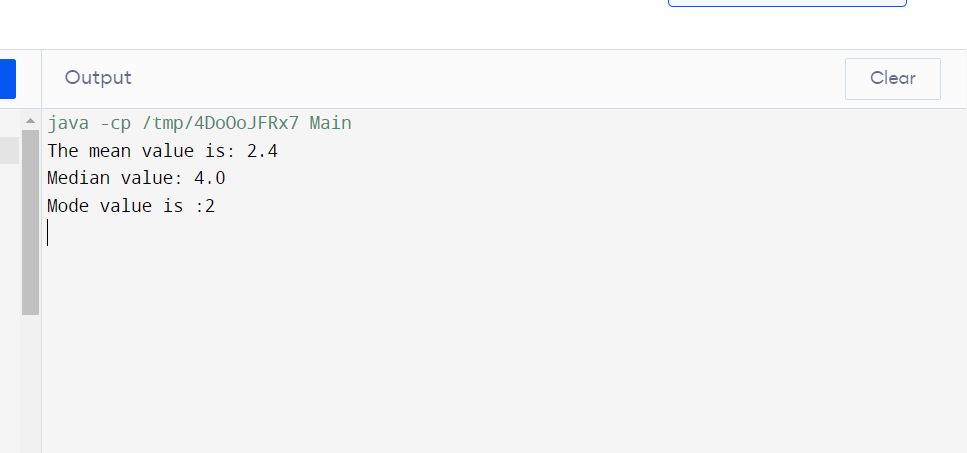 Output
Clear
java -cp /tmp/4DoOoJFRx7 Main
The mean value is: 2.4
Median value: 4.0
Mode value is :2